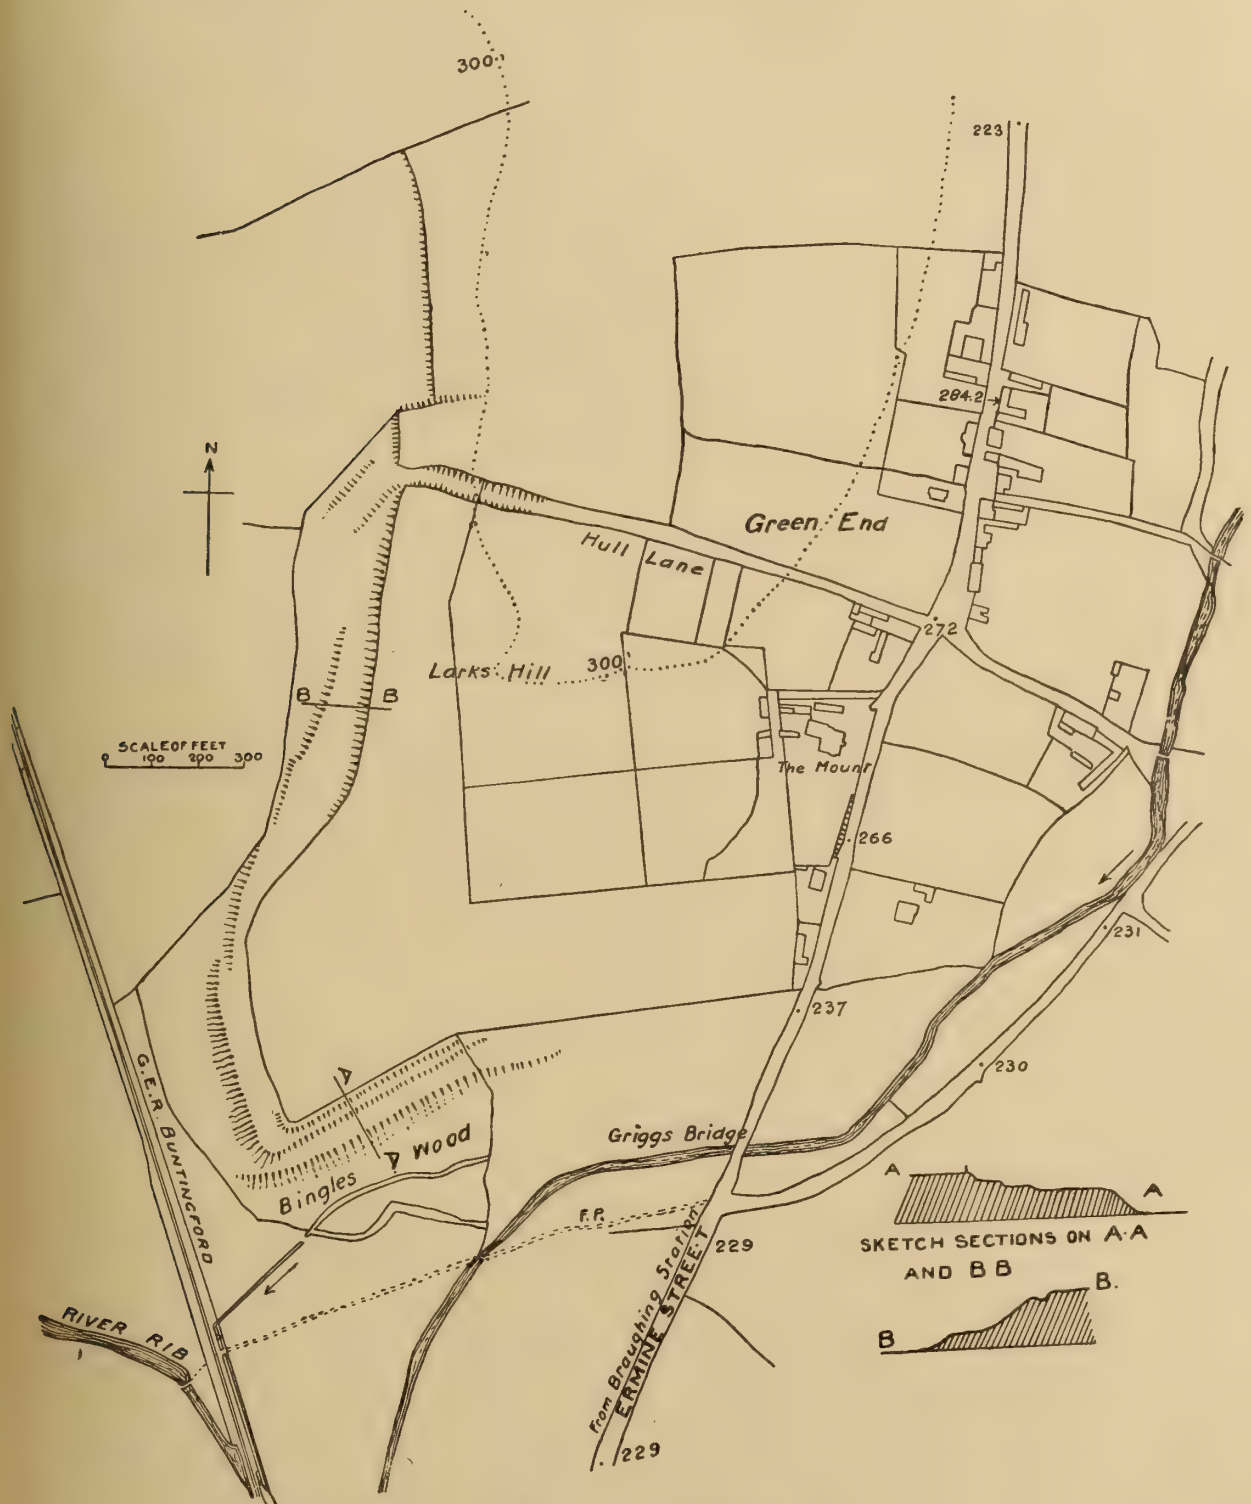 300
223
284.2
N
Green End
Hull Lane
272
Larks Hill
300
B B
SCALE OF FEET
0 100 200 300
The Mount
266
231
237
230
G.E.R. BUNTINGFORD
A
A
Bingles Wood
Griggs Bridge
F.P.
229
RIVER RIB
From Braughing Station
ERMINE STREET
229
A A
SKETCH SECTIONS ON A·A
AND B B
B.
B